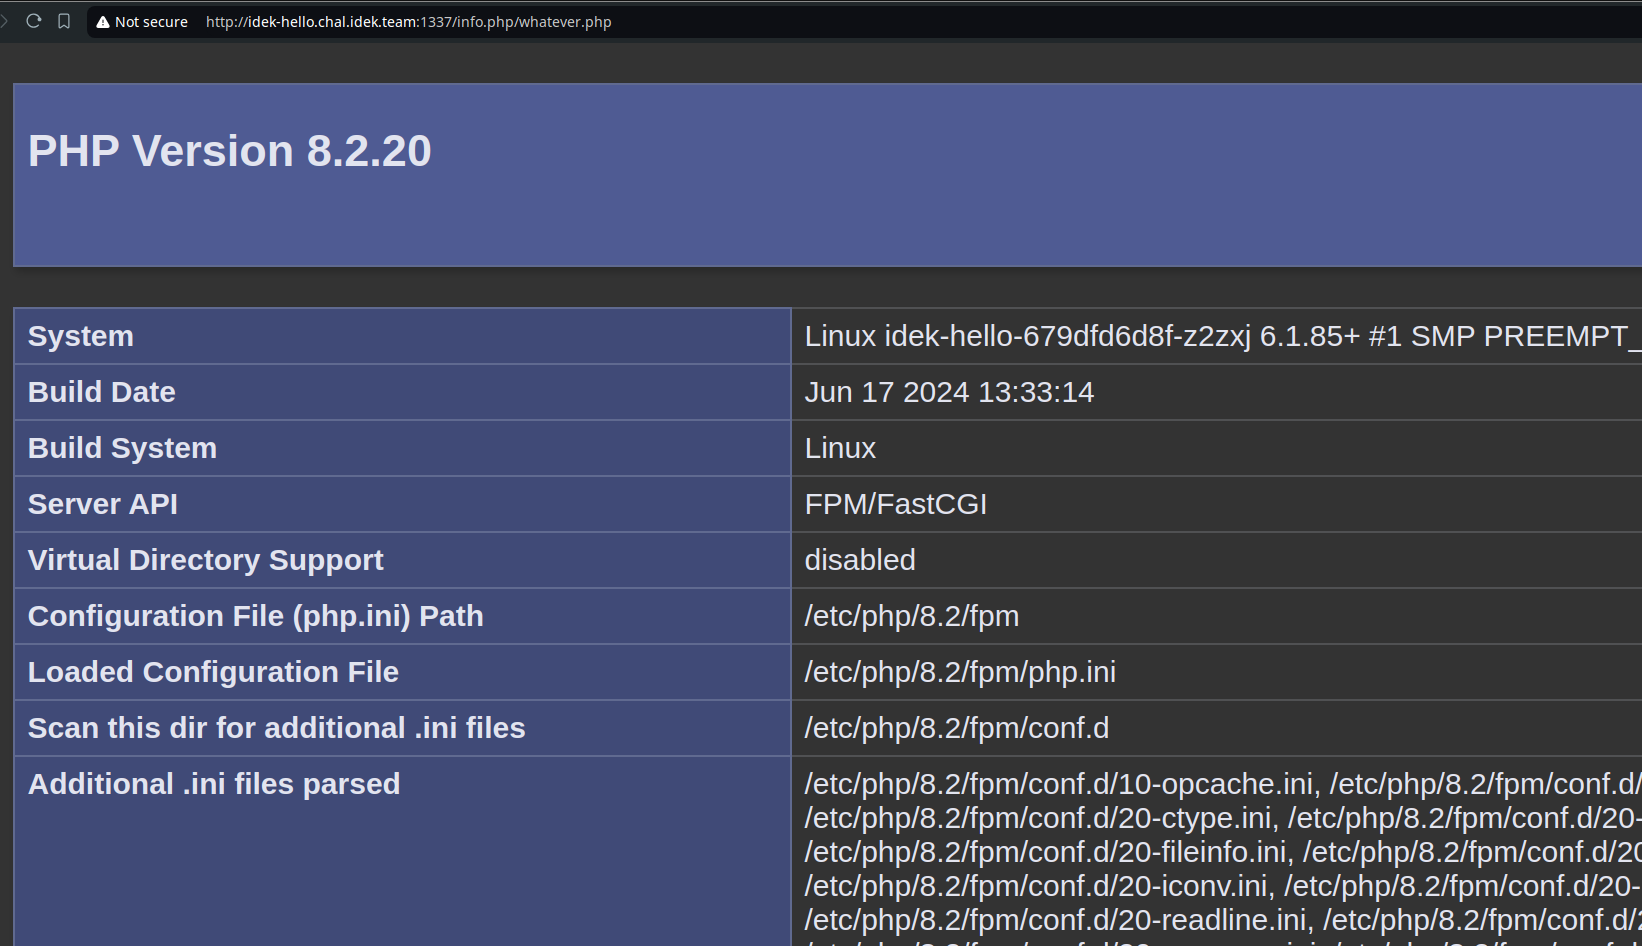 Not secure http://idek-hello.chal.idek.team:1337/info.php/whatever.php
PHP Version 8.2.20
System Linux idek-hello-679dfd6d8f-z2zxj 6.1.85+ #1 SMP PREEMPT_
Build Date Jun 17 2024 13:33:14
Build System Linux
Server API FPM/FastCGI
Virtual Directory Support disabled
Configuration File (php.ini) Path /etc/php/8.2/fpm
Loaded Configuration File /etc/php/8.2/fpm/php.ini
Scan this dir for additional .ini files /etc/php/8.2/fpm/conf.d
Additional .ini files parsed /etc/php/8.2/fpm/conf.d/10-opcache.ini, /etc/php/8.2/fpm/conf.d/
/etc/php/8.2/fpm/conf.d/20-ctype.ini, /etc/php/8.2/fpm/conf.d/20-
/etc/php/8.2/fpm/conf.d/20-fileinfo.ini, /etc/php/8.2/fpm/conf.d/20
/etc/php/8.2/fpm/conf.d/20-iconv.ini, /etc/php/8.2/fpm/conf.d/20-
/etc/php/8.2/fpm/conf.d/20-readline.ini, /etc/php/8.2/fpm/conf.d/2